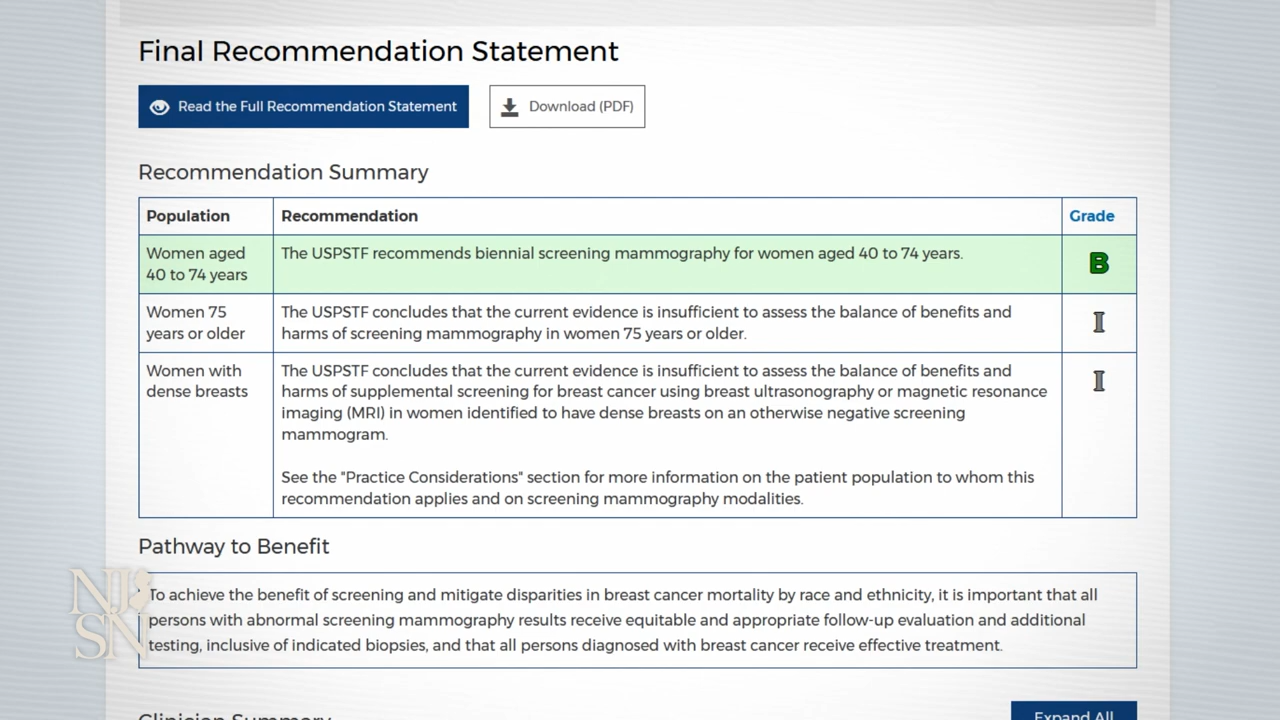 Final Recommendation Statement
Read the Full Recommendation Statement
Download (PDF)
Recommendation Summary
Population
Recommendation
Grade
Women aged
40 to 74 years
The USPSTF recommends biennial screening mammography for women aged 40 to 74 years.
B
Women 75
years or older
The USPSTF concludes that the current evidence is insufficient to assess the balance of benefits and
harms of screening mammography in women 75 years or older.
I
Women with
dense breasts
The USPSTF concludes that the current evidence is insufficient to assess the balance of benefits and
harms of supplemental screening for breast cancer using breast ultrasonography or magnetic resonance
imaging (MRI) in women identified to have dense breasts on an otherwise negative screening
mammogram.
See the "Practice Considerations" section for more information on the patient population to whom this
recommendation applies and on screening mammography modalities.
I
Pathway to Benefit
To achieve the benefit of screening and mitigate disparities in breast cancer mortality by race and ethnicity, it is important that all
persons with abnormal screening mammography results receive equitable and appropriate follow-up evaluation and additional
testing, inclusive of indicated biopsies, and that all persons diagnosed with breast cancer receive effective treatment.
NJ
SN
Clinician Summary
Expand All